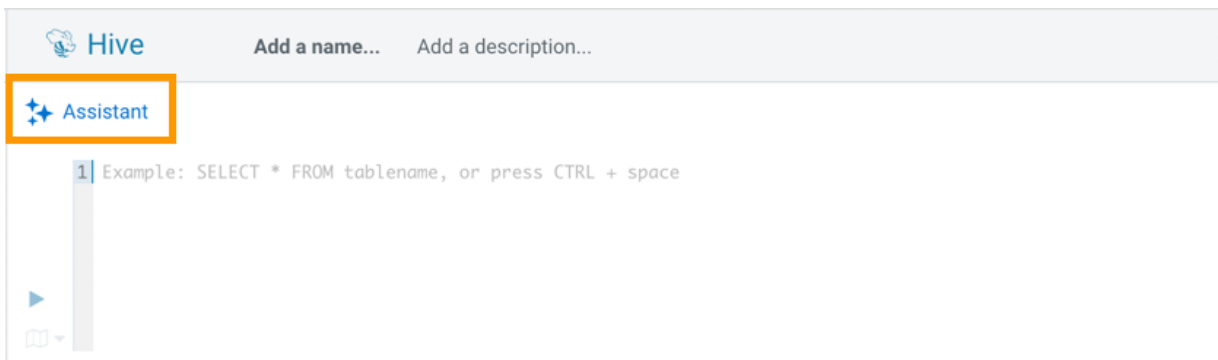 Hive Add a name... Add a description...
Assistant
1 Example: SELECT * FROM tablename, or press CTRL + space